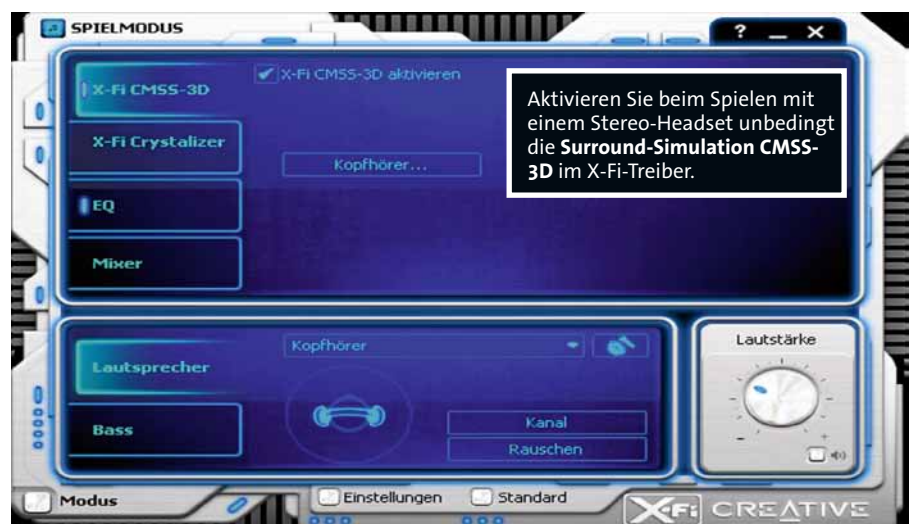 SPIELMODUS
? _ X
X-Fi CMSS-3D
X-Fi CMSS-3D aktivieren
Aktivieren Sie beim Spielen mit
einem Stereo-Headset unbedingt
die Surround-Simulation CMSS-
3D im X-Fi-Treiber.
X-Fi Crystalizer
Kopfhörer...
EQ
Mixer
Kopfhörer
Lautsprecher
Bass
Kanal
Rauschen
Lautstärke
- +
Modus
Einstellungen
Standard
X-Fi CREATIVE